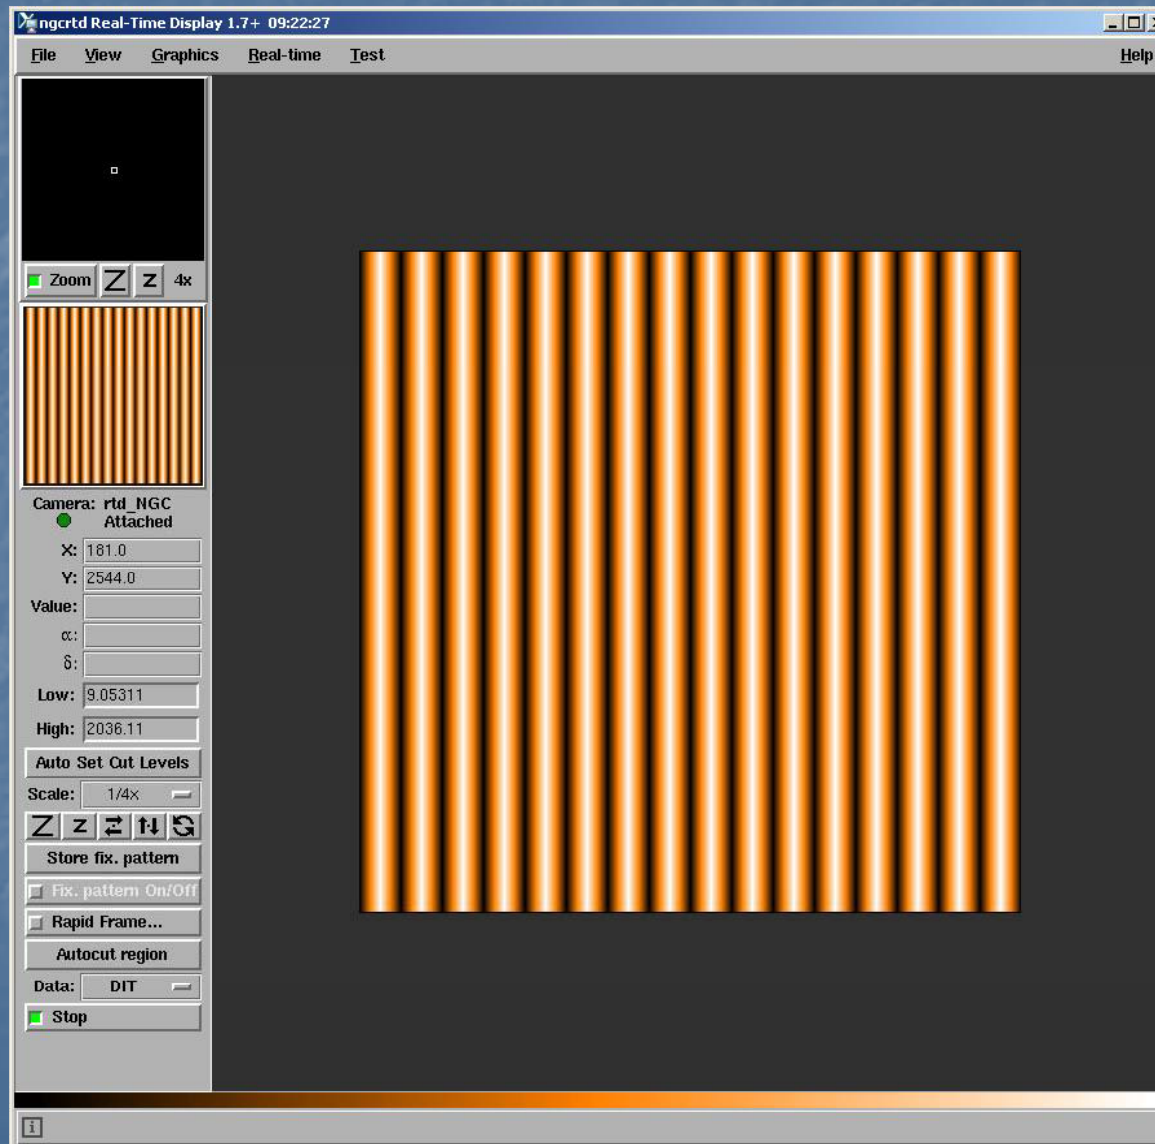 ngcrtd Real-Time Display 1.7+ 09:22:27
File View Graphics Real-time Test Help
Zoom Z z 4x
Camera: rtd_NGC
Attached
X: 181.0
Y: 2544.0
Value:
α:
δ:
Low: 9.05311
High: 2036.11
Auto Set Cut Levels
Scale: 1/4×
Z z
Store fix. pattern
Fix. pattern On/Off
Rapid Frame...
Autocut region
Data: DIT
Stop
i